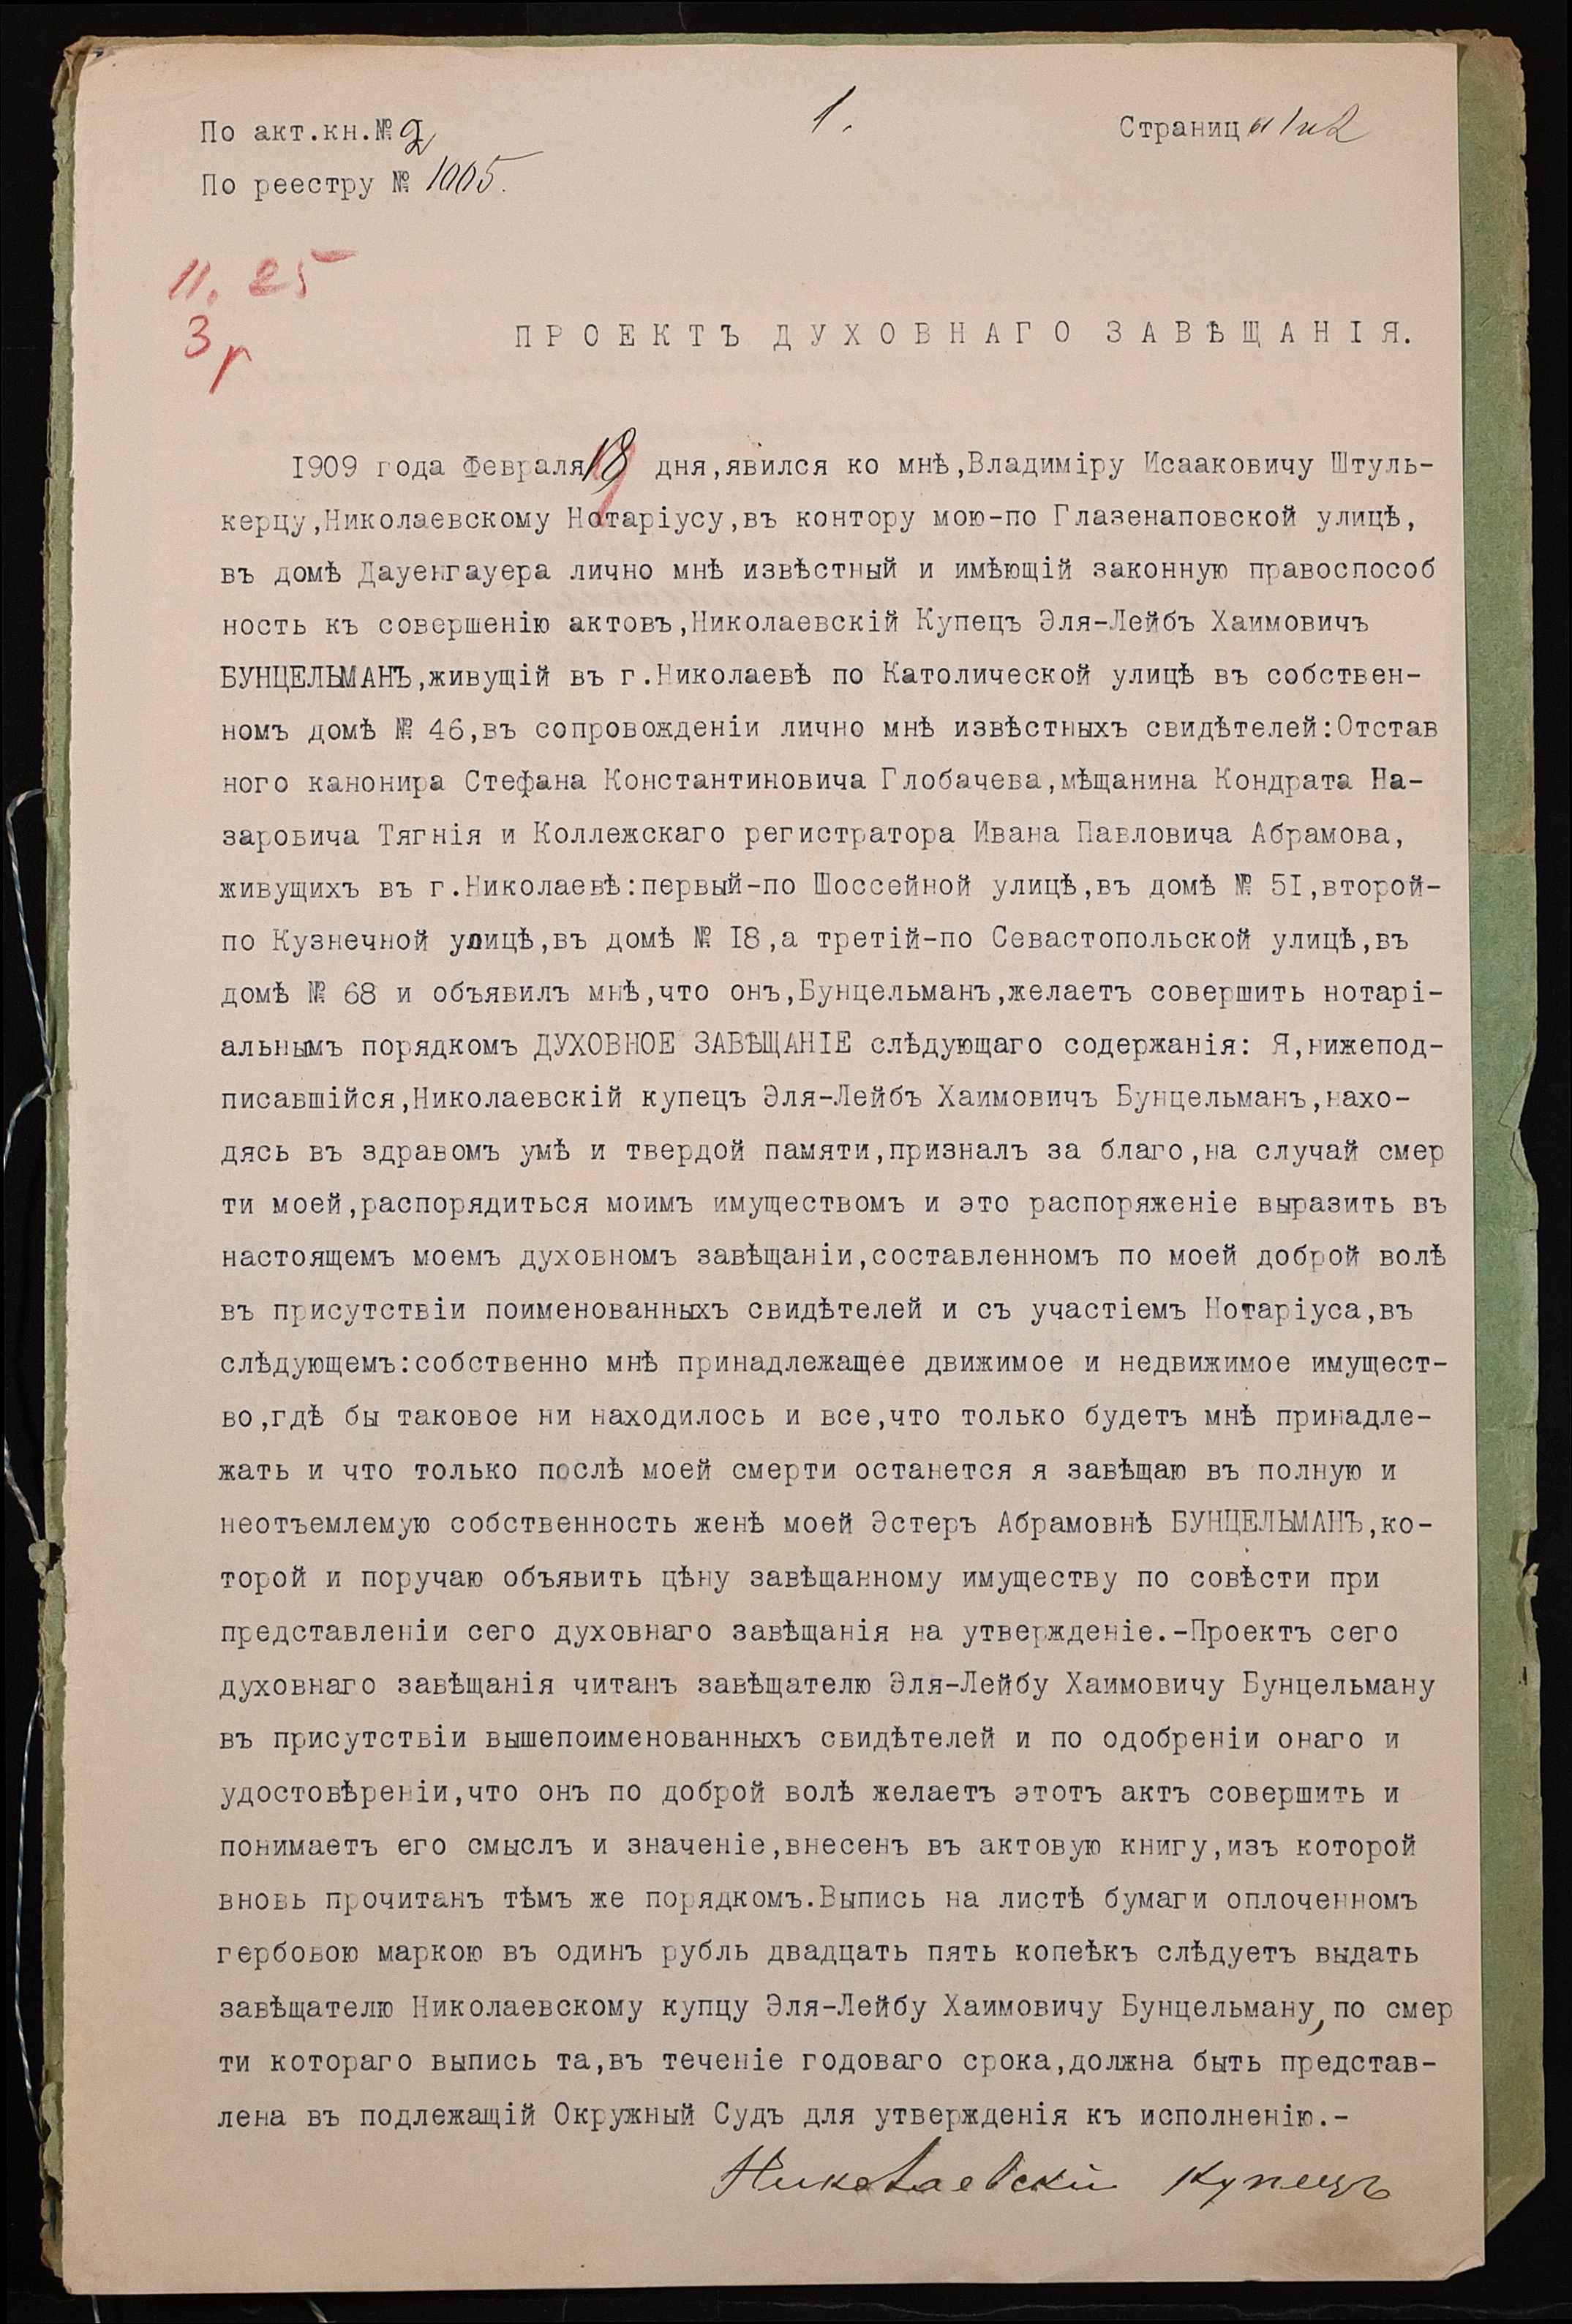 1.
По акт.кн.№ 2
Страницы 1 и 2
По реестру № 1005.
11. 25
3 р
ПРОЕКТЪ ДУХОВНАГО ЗАВѢЩАНІЯ.
I909 года Февраля 18 дня,явился ко мнѣ,Владиміру Исааковичу Штуль-
керцу,Николаевскому Нотаріусу,въ контору мою-по Глазенаповской улицѣ,
въ домѣ Дауенгауера лично мнѣ извѣстный и имѣющій законную правоспособ
ность къ совершенію актовъ,Николаевскій Купецъ Эля-Лейбъ Хаимовичъ
БУНЦЕЛЬМАНЪ,живущій въ г.Николаевѣ по Католической улицѣ въ собствен-
номъ домѣ № 46,въ сопровожденіи лично мнѣ извѣстныхъ свидѣтелей:Отстав
ного канонира Стефана Константиновича Глобачева,мѣщанина Кондрата На-
заровича Тягнія и Коллежскаго регистратора Ивана Павловича Абрамова,
живущихъ въ г.Николаевѣ:первый-по Шоссейной улицѣ,въ домѣ № 5I,второй-
по Кузнечной улицѣ,въ домѣ № I8,а третій-по Севастопольской улицѣ,въ
домѣ № 68 и объявилъ мнѣ,что онъ,Бунцельманъ,желаетъ совершить нотарі-
альнымъ порядкомъ ДУХОВНОЕ ЗАВѢЩАНІЕ слѣдующаго содержанія: Я,нижепод-
писавшійся,Николаевскій купецъ Эля-Лейбъ Хаимовичъ Бунцельманъ,нахо-
дясь въ здравомъ умѣ и твердой памяти,призналъ за благо,на случай смер
ти моей,распорядиться моимъ имуществомъ и это распоряженіе выразить въ
настоящемъ моемъ духовномъ завѣщаніи,составленномъ по моей доброй волѣ
въ присутствіи поименованныхъ свидѣтелей и съ участіемъ Нотаріуса,въ
слѣдующемъ:собственно мнѣ принадлежащее движимое и недвижимое имущест-
во,гдѣ бы таковое ни находилось и все,что только будетъ мнѣ принадле-
жать и что только послѣ моей смерти останется я завѣщаю въ полную и
неотъемлемую собственность женѣ моей Эстеръ Абрамовнѣ БУНЦЕЛЬМАНЪ,ко-
торой и поручаю объявить цѣну завѣщанному имуществу по совѣсти при
представленіи сего духовнаго завѣщанія на утвержденіе.-Проектъ сего
духовнаго завѣщанія читанъ завѣщателю Эля-Лейбу Хаимовичу Бунцельману
въ присутствіи вышепоименованныхъ свидѣтелей и по одобреніи онаго и
удостовѣреніи,что онъ по доброй волѣ желаетъ этотъ актъ совершить и
понимаетъ его смыслъ и значеніе,внесенъ въ актовую книгу,изъ которой
вновь прочитанъ тѣмъ же порядкомъ.Выпись на листѣ бумаги оплоченномъ
гербовою маркою въ одинъ рубль двадцать пять копеѣкъ слѣдуетъ выдать
завѣщателю Николаевскому купцу Эля-Лейбу Хаимовичу Бунцельману,по смер
ти котораго выпись та,въ теченіе годоваго срока,должна быть представ-
лена въ подлежащій Окружный Судъ для утвержденія къ исполненію.-
Николаевскій купецъ